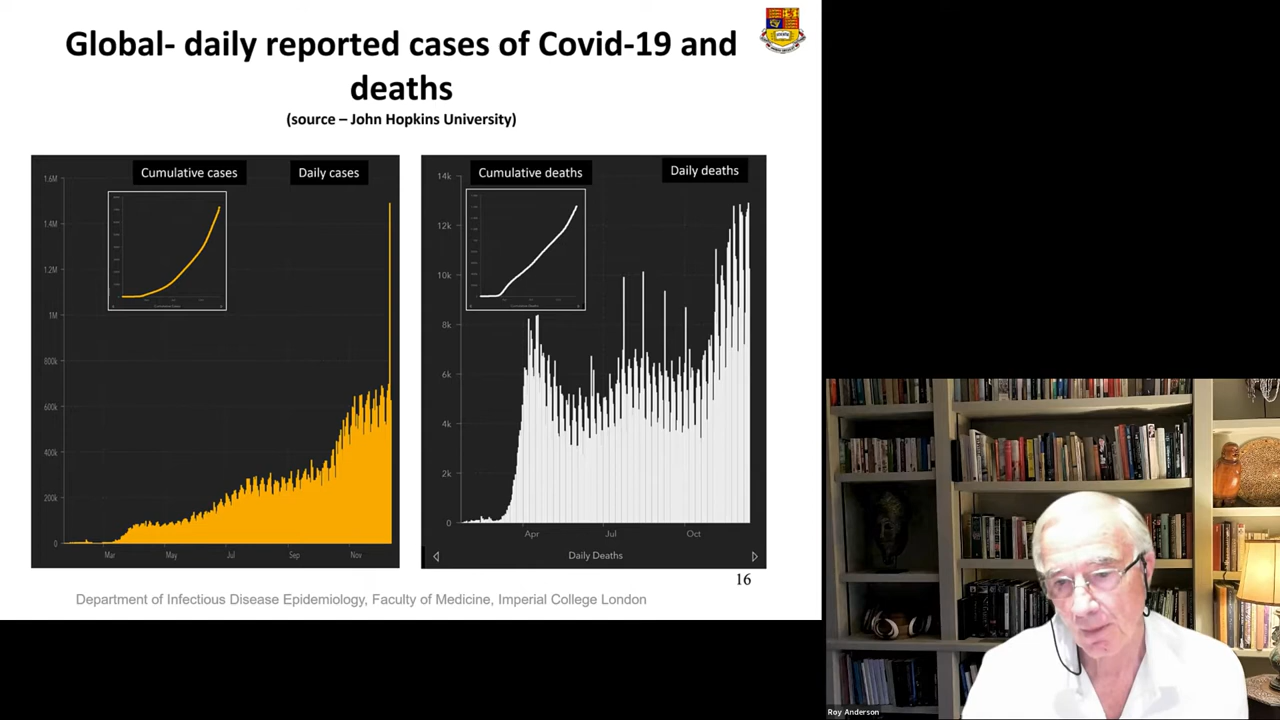 Global- daily reported cases of Covid-19 and
deaths
(source – John Hopkins University)
Cumulative cases
Daily cases
1.6M
1.4M
1.2M
1M
800k
600k
400k
200k
0
Mar
May
Jul
Sep
Nov
Cumulative deaths
Daily deaths
14k
12k
10k
8k
6k
4k
2k
0
Apr
Jul
Oct
Daily Deaths
16
Department of Infectious Disease Epidemiology, Faculty of Medicine, Imperial College London
Roy Anderson